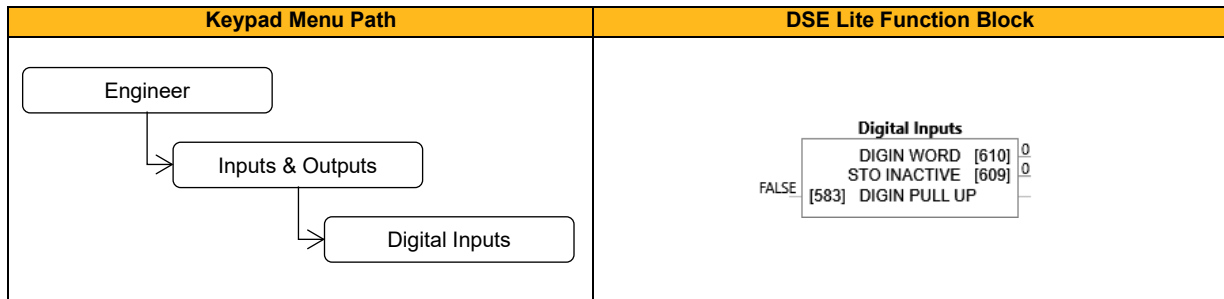 Keypad Menu Path
DSE Lite Function Block
Engineer
Inputs & Outputs
Digital Inputs
Digital Inputs
DIGIN WORD [610] 0
STO INACTIVE [609] 0
FALSE [583] DIGIN PULL UP